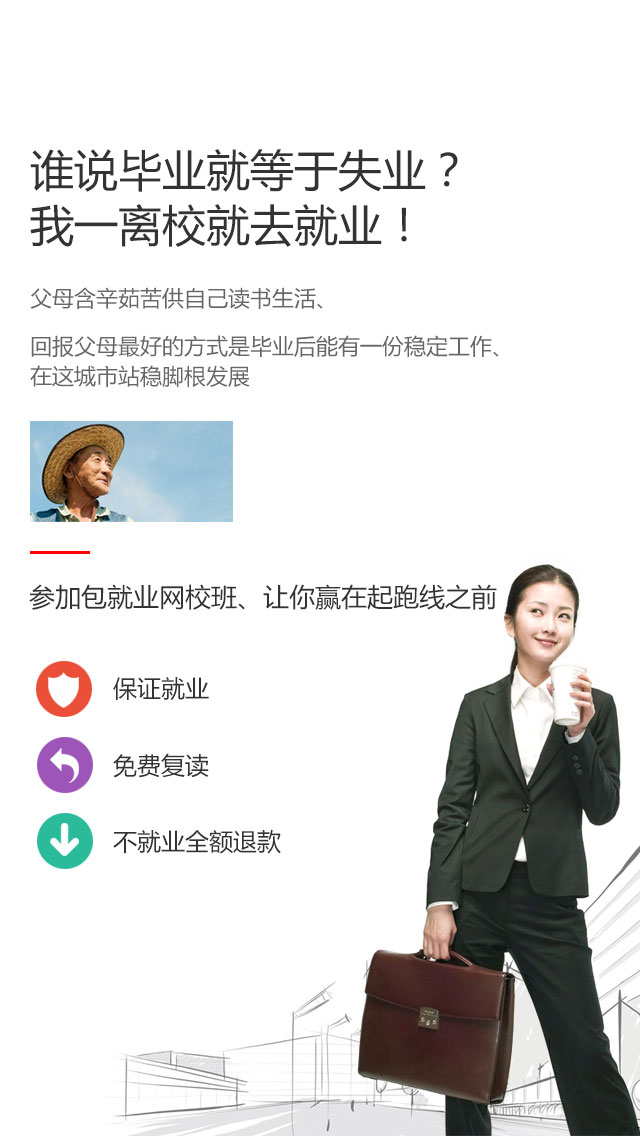 谁说毕业就等于失业？
我一离校就去就业！
父母含辛茹苦供自己读书生活、
回报父母最好的方式是毕业后能有一份稳定工作、
在这城市站稳脚根发展
参加包就业网校班、让你赢在起跑线之前
保证就业
免费复读
不就业全额退款